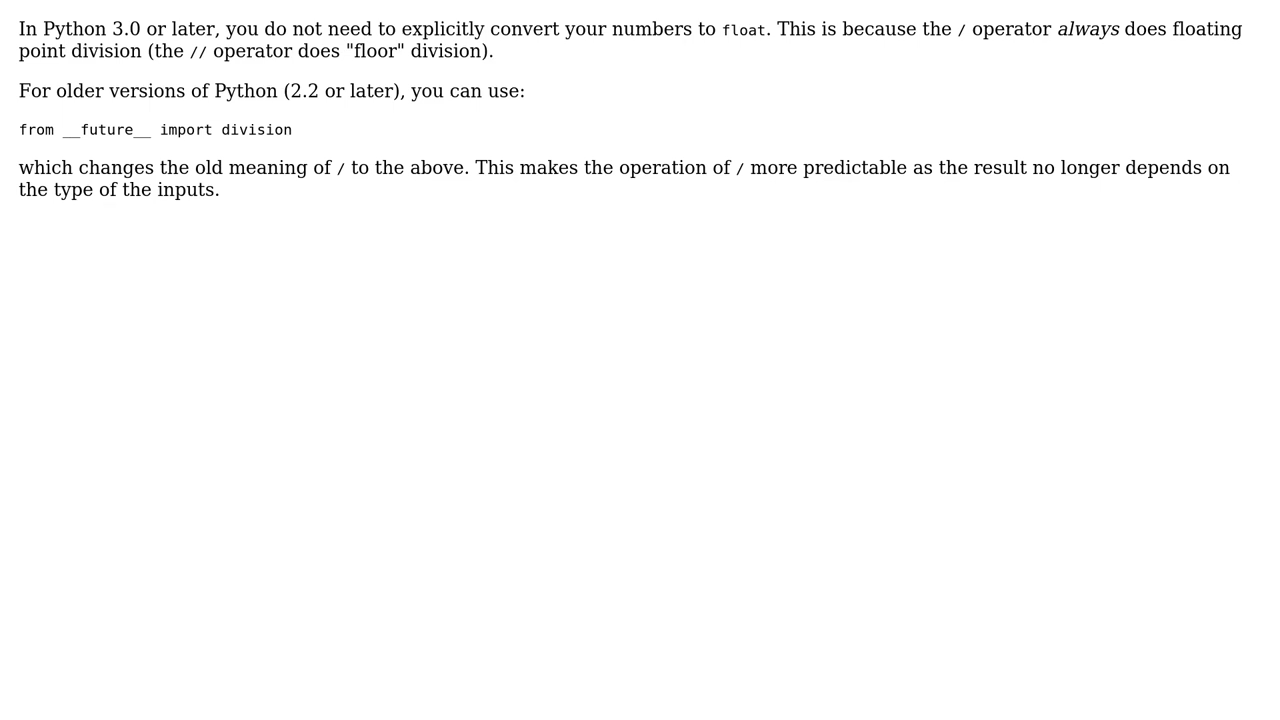 In Python 3.0 or later, you do not need to explicitly convert your numbers to float. This is because the / operator always does floating
point division (the // operator does "floor" division).
For older versions of Python (2.2 or later), you can use:
from __future__ import division
which changes the old meaning of / to the above. This makes the operation of / more predictable as the result no longer depends on
the type of the inputs.